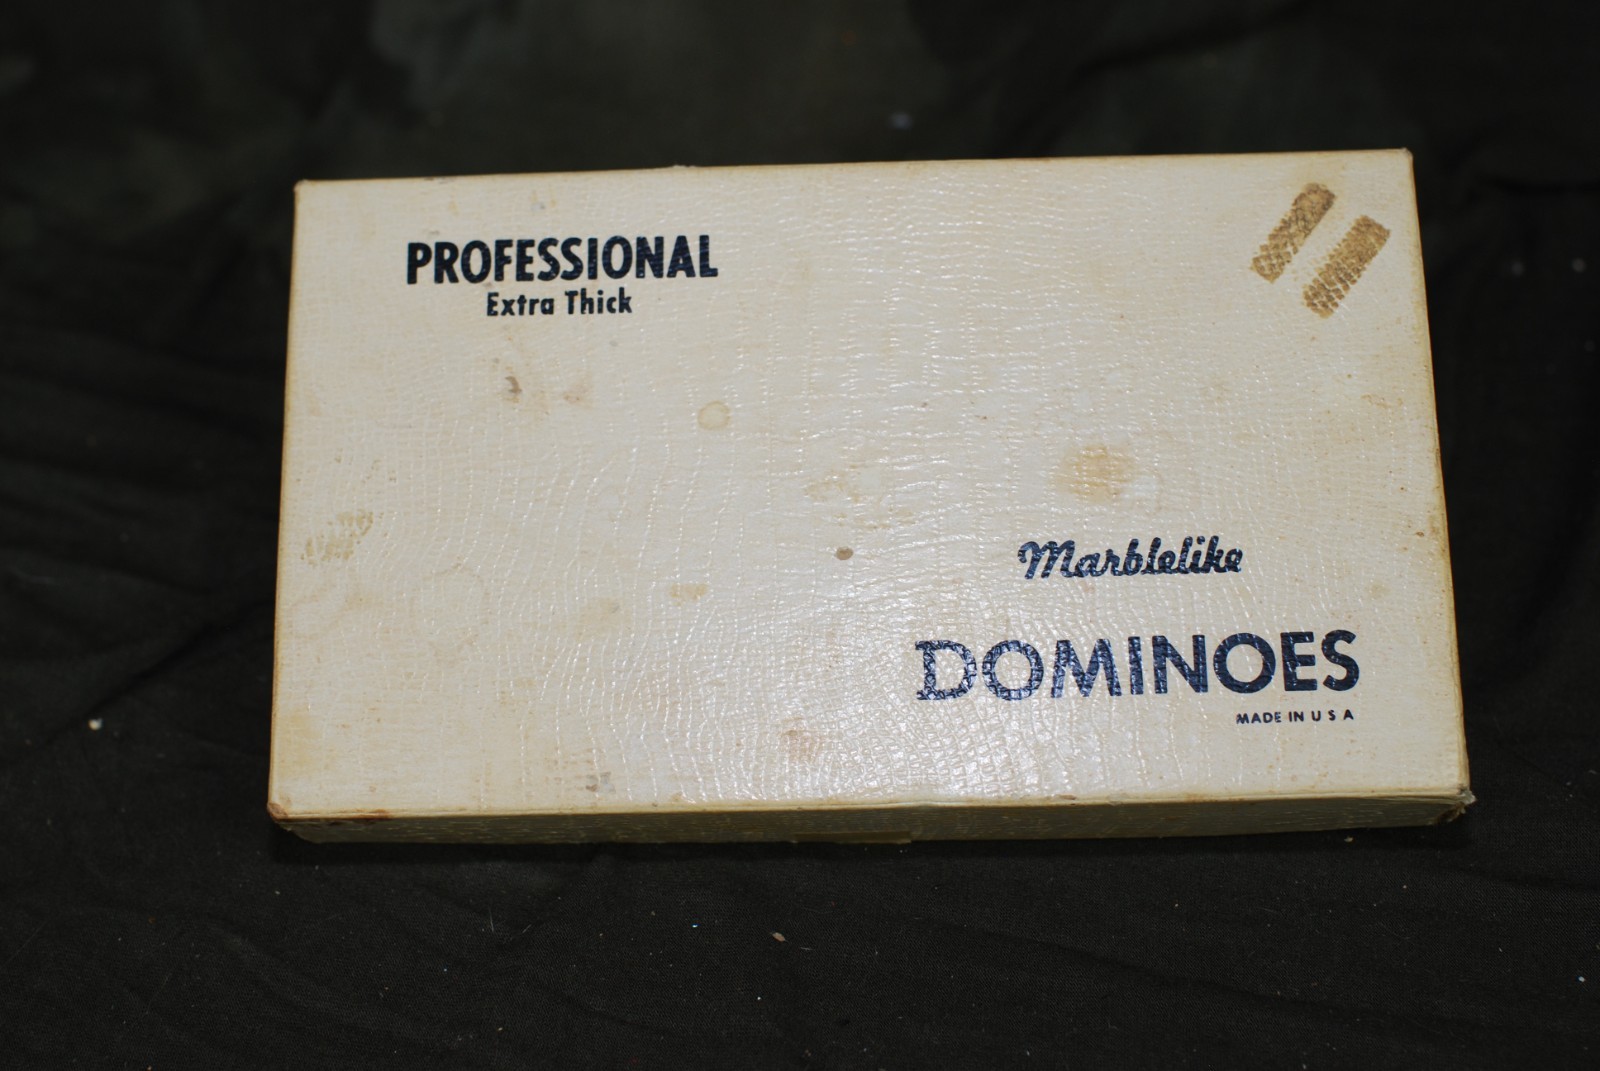 PROFESSIONAL
Extra Thick
Marblelike
DOMINOES
MADE IN U S A